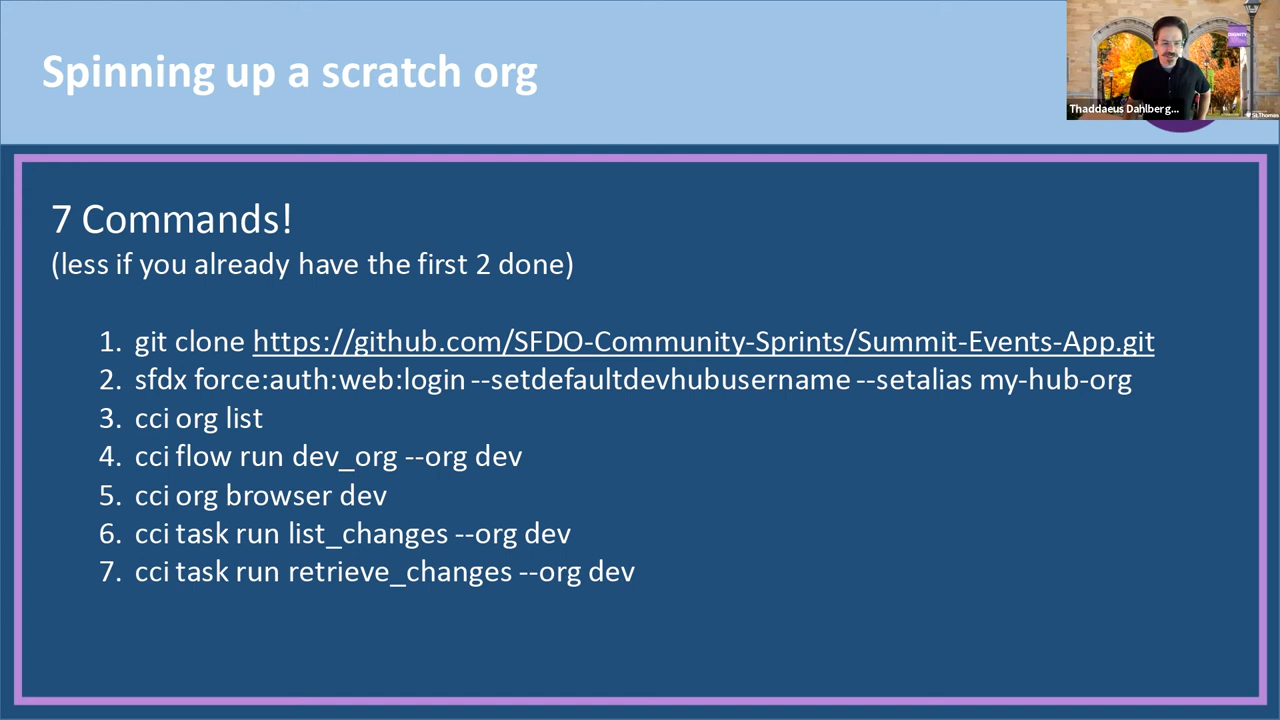 Spinning up a scratch org
Thaddaeus Dahlberg...
DIGNITY
St.Thomas
7 Commands!
(less if you already have the first 2 done)
1. git clone https://github.com/SFDO-Community-Sprints/Summit-Events-App.git
2. sfdx force:auth:web:login --setdefaultdevhubusername --setalias my-hub-org
3. cci org list
4. cci flow run dev_org --org dev
5. cci org browser dev
6. cci task run list_changes --org dev
7. cci task run retrieve_changes --org dev